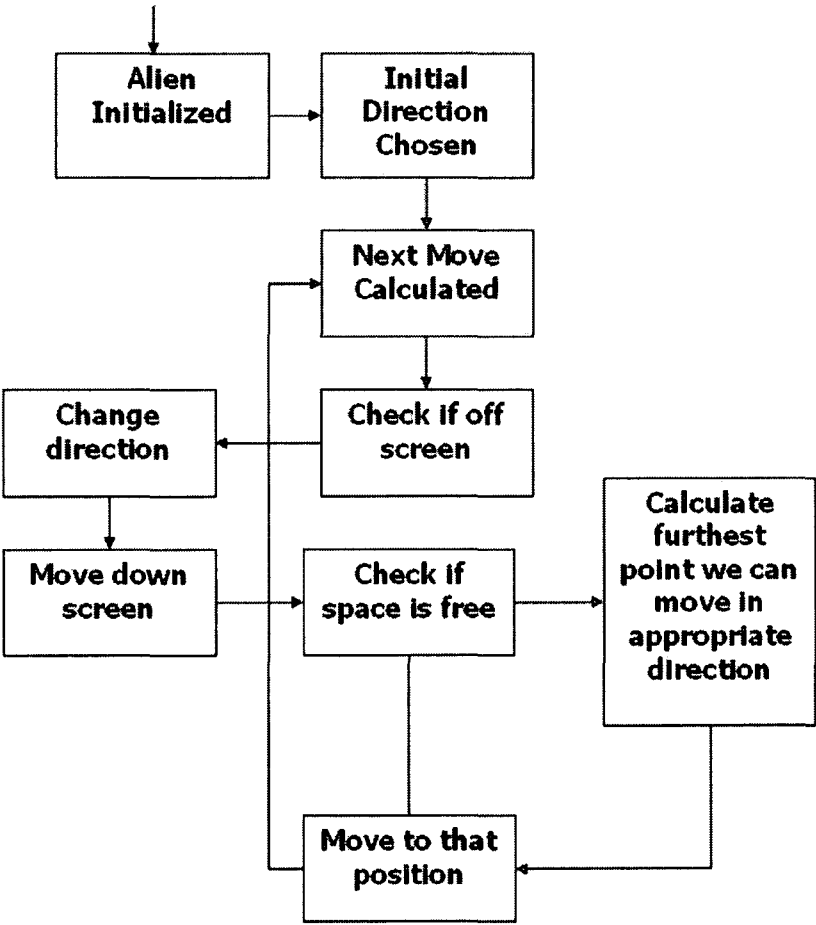 Alien
Initialized
Initial
Direction
Chosen
Next Move
Calculated
Change
direction
Check if off
screen
Move down
screen
Check if
space is free
Calculate
furthest
point we can
move in
appropriate
direction
Move to that
position